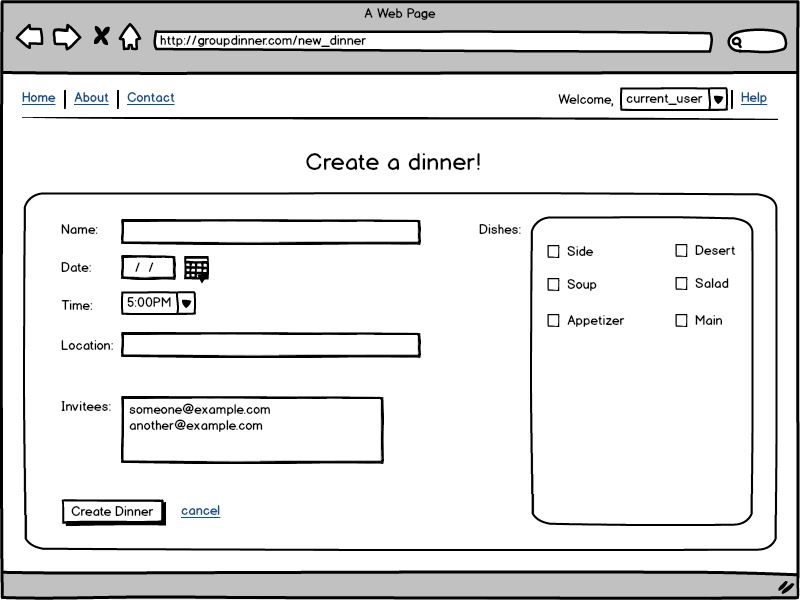 A Web Page
http://groupdinner.com/new_dinner
Home About Contact Welcome, current_user Help
Create a dinner!
Name:
Date: / /
Time: 5:00PM
Location:
Invitees: someone@example.com
another@example.com
Create Dinner cancel
Dishes:
Side Desert
Soup Salad
Appetizer Main